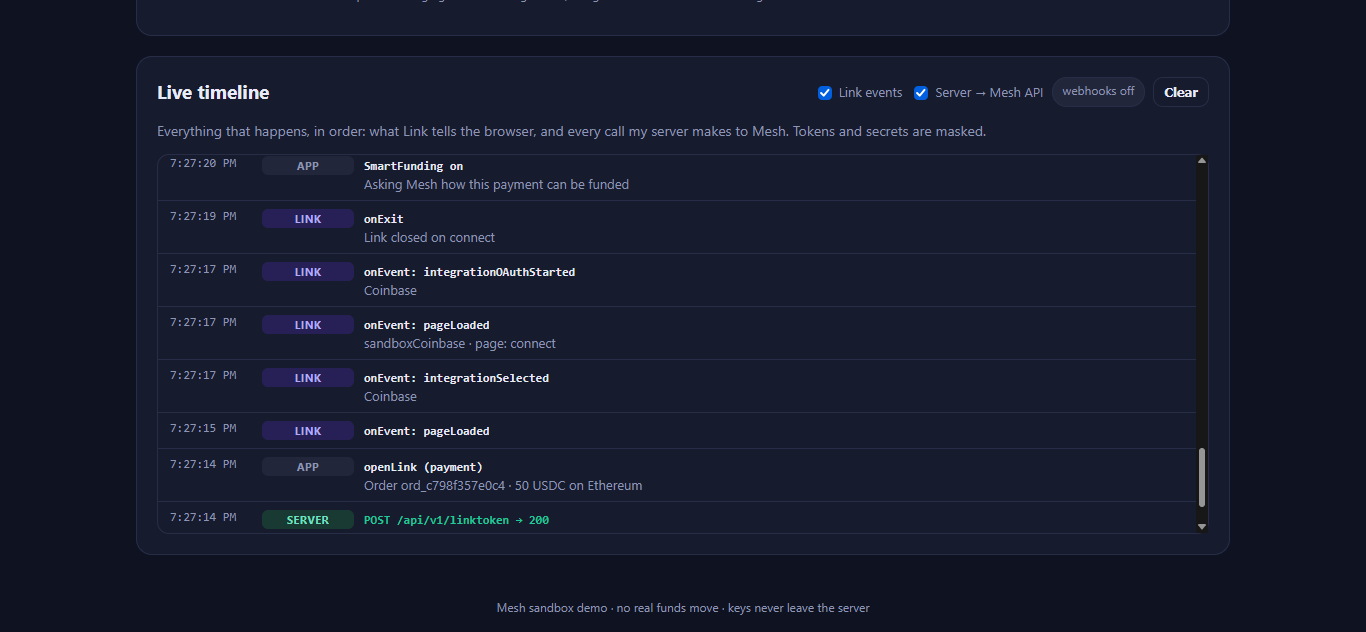 Live timeline
Link events
Server → Mesh API
webhooks off
Clear
Everything that happens, in order: what Link tells the browser, and every call my server makes to Mesh. Tokens and secrets are masked.
7:27:20 PM APP SmartFunding on
Asking Mesh how this payment can be funded
7:27:19 PM LINK onExit
Link closed on connect
7:27:17 PM LINK onEvent: integrationOAuthStarted
Coinbase
7:27:17 PM LINK onEvent: pageLoaded
sandboxCoinbase · page: connect
7:27:17 PM LINK onEvent: integrationSelected
Coinbase
7:27:15 PM LINK onEvent: pageLoaded
7:27:14 PM APP openLink (payment)
Order ord_c798f357e0c4 · 50 USDC on Ethereum
7:27:14 PM SERVER POST /api/v1/linktoken → 200
Mesh sandbox demo · no real funds move · keys never leave the server